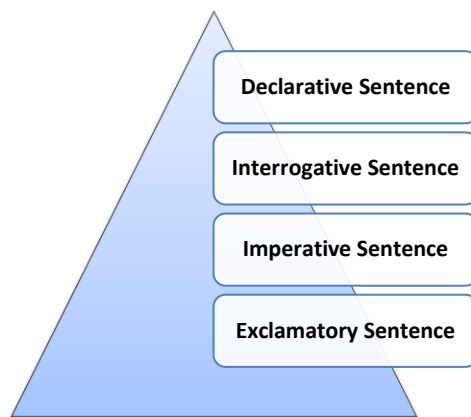 Declarative Sentence
Interrogative Sentence
Imperative Sentence
Exclamatory Sentence